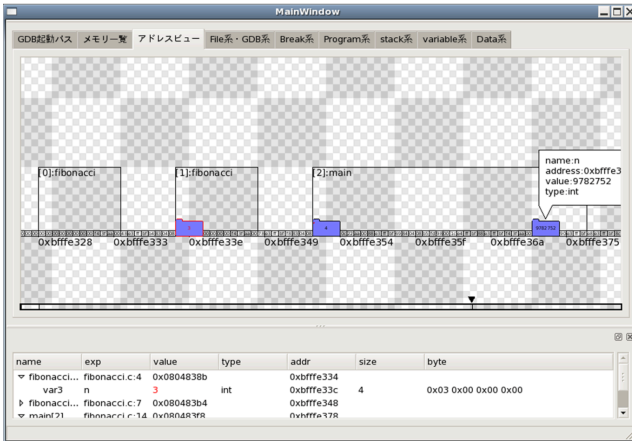 MainWindow
GDB起動パス メモリ一覧 アドレスビュー File系・GDB系 Break系 Program系 stack系 variable系 Data系
[0]:fibonacci [1]:fibonacci [2]:main
name:n
address:0xbfffe3
value:9782752
type:int
4 9782752
0xbfffe328 0xbfffe333 0xbfffe33e 0xbfffe349 0xbfffe354 0xbfffe35f 0xbfffe36a 0xbfffe375
name exp value type addr size byte
fibonacci... fibonacci.c:4 0x0804838b 0xbfffe334
var3 n 3 int 0xbfffe33c 4 0x03 0x00 0x00 0x00
fibonacci... fibonacci.c:7 0x080483b4 0xbfffe348
main[2] fibonacci.c:14 0x080483f8 0xbfffe378